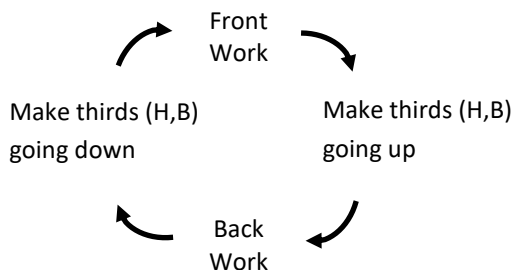 Front
Work
Make thirds (H,B)
going down
Make thirds (H,B)
going up
Back
Work